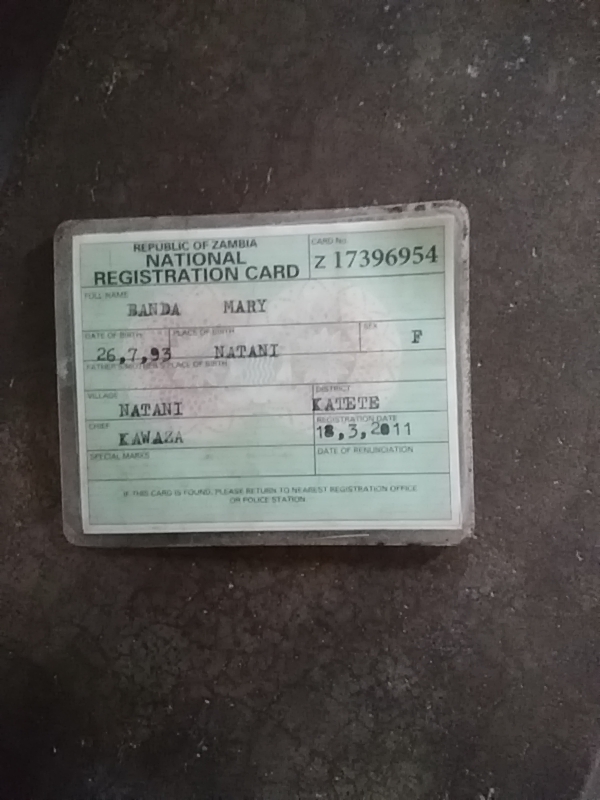 REPUBLIC OF ZAMBIA
NATIONAL
REGISTRATION CARD
CARD No.
Z 17396954
FULL NAME
BANDA MARY
DATE OF BIRTH PLACE OF BIRTH SEX
26,7,93 NATANI F
FATHER'S/MOTHER'S PLACE OF BIRTH
VILLAGE DISTRICT
NATANI KATETE
CHIEF REGISTRATION DATE
KAWAZA 18,3,2011
SPECIAL MARKS DATE OF RENUNCIATION
IF THIS CARD IS FOUND, PLEASE RETURN TO NEAREST REGISTRATION OFFICE
OR POLICE STATION